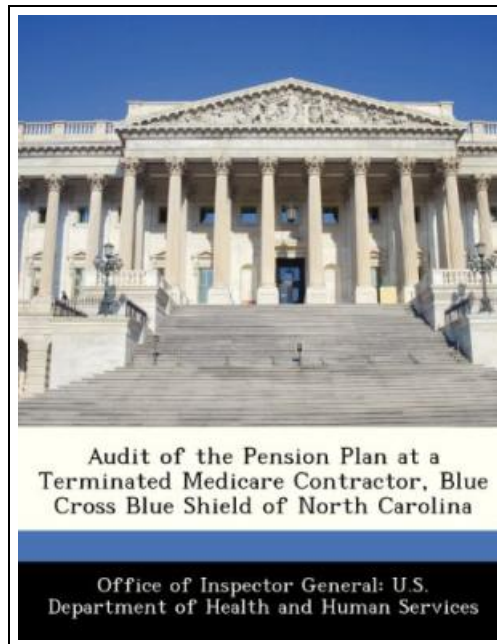 Audit of the Pension Plan at a
Terminated Medicare Contractor, Blue
Cross Blue Shield of North Carolina
Office of Inspector General: U.S.
Department of Health and Human Services